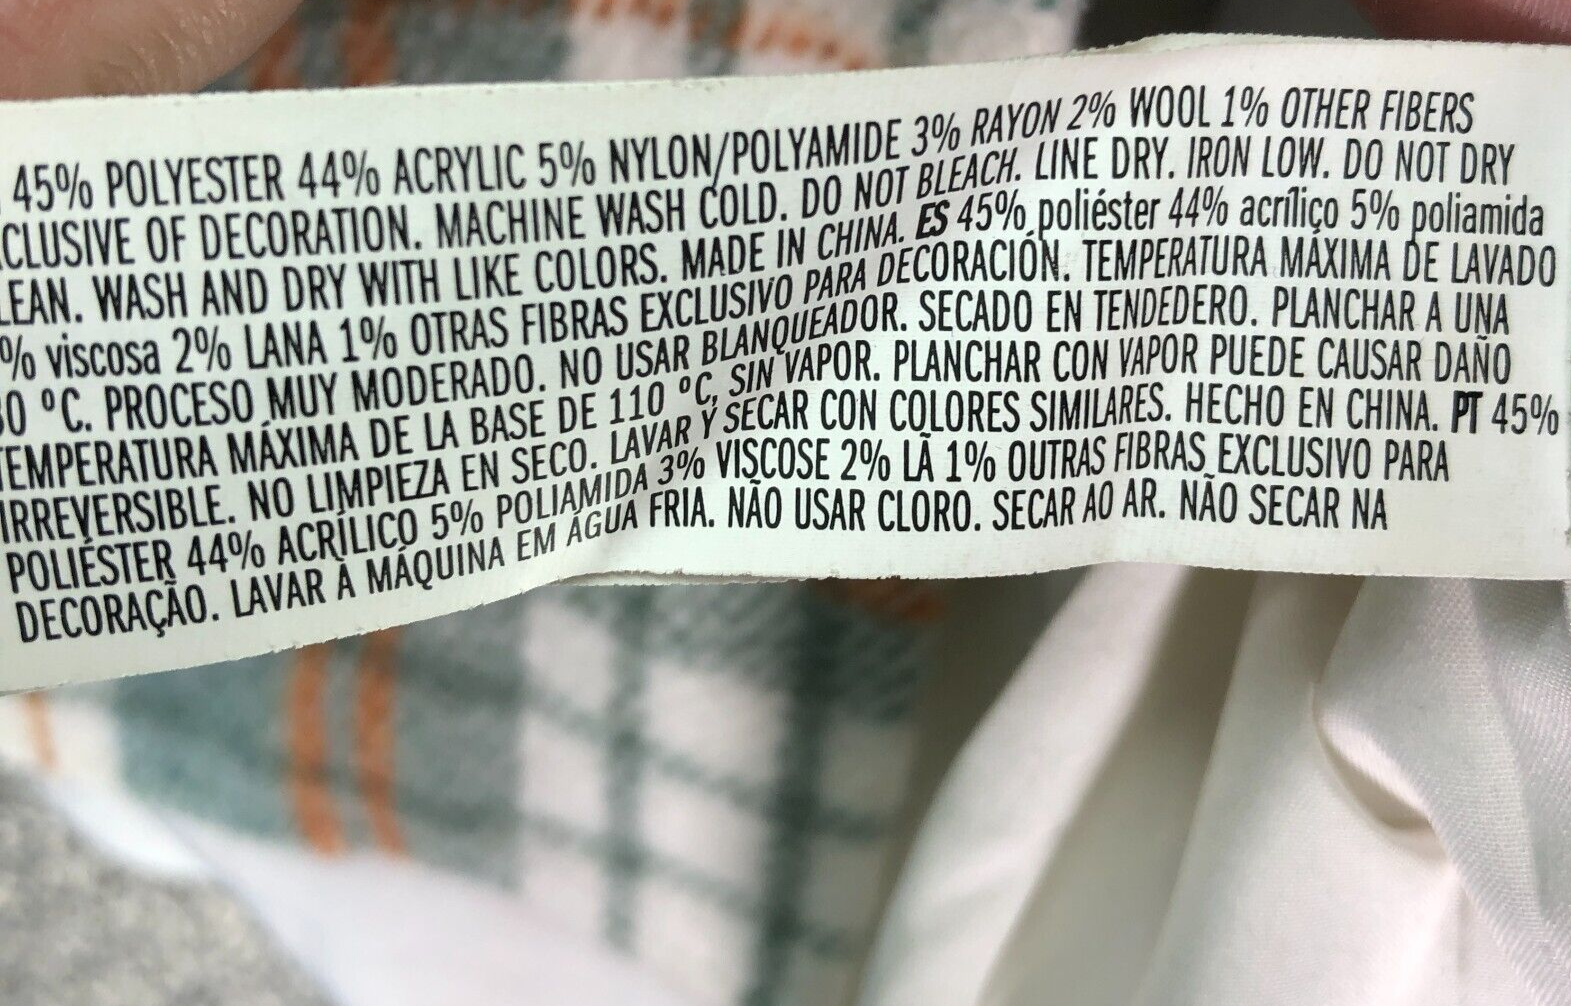 45% POLYESTER 44% ACRYLIC 5% NYLON/POLYAMIDE 3% RAYON 2% WOOL 1% OTHER FIBERS
CLUSIVE OF DECORATION. MACHINE WASH COLD. DO NOT BLEACH. LINE DRY. IRON LOW. DO NOT DRY
LEAN. WASH AND DRY WITH LIKE COLORS. MADE IN CHINA. ES 45% poliéster 44% acrílico 5% poliamida
% viscosa 2% LANA 1% OTRAS FIBRAS EXCLUSIVO PARA DECORACIÓN. TEMPERATURA MÁXIMA DE LAVADO
30 °C. PROCESO MUY MODERADO. NO USAR BLANQUEADOR. SECADO EN TENDEDERO. PLANCHAR A UNA
TEMPERATURA MÁXIMA DE LA BASE DE 110 °C, SIN VAPOR. PLANCHAR CON VAPOR PUEDE CAUSAR DAÑO
IRREVERSIBLE. NO LIMPIEZA EN SECO. LAVAR Y SECAR CON COLORES SIMILARES. HECHO EN CHINA. PT 45%
POLIÉSTER 44% ACRÍLICO 5% POLIAMIDA 3% VISCOSE 2% LÃ 1% OUTRAS FIBRAS EXCLUSIVO PARA
DECORAÇÃO. LAVAR À MÁQUINA EM ÁGUA FRIA. NÃO USAR CLORO. SECAR AO AR. NÃO SECAR NA